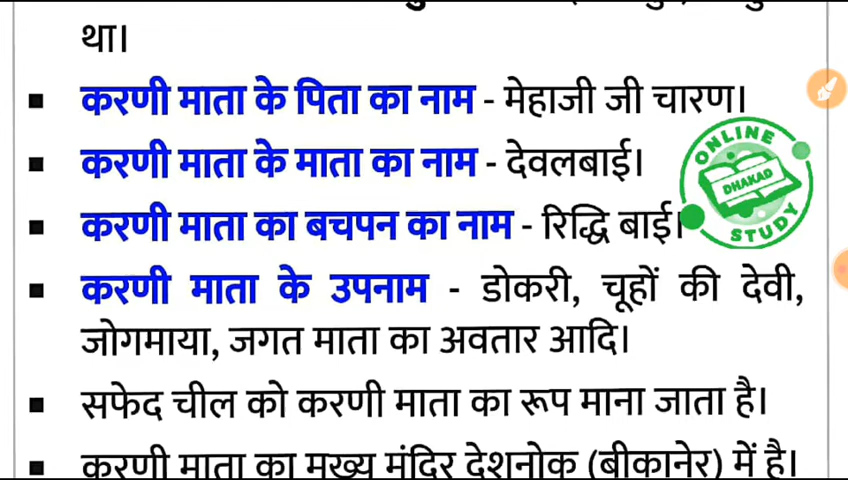 था।
▪ करणी माता के पिता का नाम - मेहाजी जी चारण।
▪ करणी माता के माता का नाम - देवलबाई।
▪ करणी माता का बचपन का नाम - रिद्धि बाई।
▪ करणी माता के उपनाम - डोकरी, चूहों की देवी,
जोगमाया, जगत माता का अवतार आदि।
▪ सफेद चील को करणी माता का रूप माना जाता है।
▪ करणी माता का मुख्य मंदिर देशनोक (बीकानेर) में है।
ONLINE
DHAKAD
STUDY